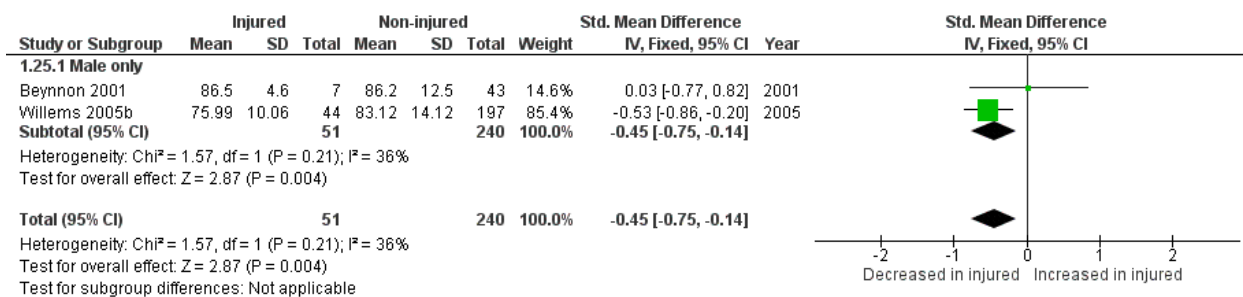 Injured Non-injured Std. Mean Difference Std. Mean Difference
Study or Subgroup Mean SD Total Mean SD Total Weight IV, Fixed, 95% CI Year IV, Fixed, 95% CI
1.25.1 Male only
Beynnon 2001 86.5 4.6 7 86.2 12.5 43 14.6% 0.03 [-0.77, 0.82] 2001
Willems 2005b 75.99 10.06 44 83.12 14.12 197 85.4% -0.53 [-0.86, -0.20] 2005
Subtotal (95% CI) 51 240 100.0% -0.45 [-0.75, -0.14]
Heterogeneity: Chi² = 1.57, df = 1 (P = 0.21); I² = 36%
Test for overall effect: Z = 2.87 (P = 0.004)
Total (95% CI) 51 240 100.0% -0.45 [-0.75, -0.14]
Heterogeneity: Chi² = 1.57, df = 1 (P = 0.21); I² = 36%
Test for overall effect: Z = 2.87 (P = 0.004)
Test for subgroup differences: Not applicable
-2 -1 0 1 2
Decreased in injured Increased in injured